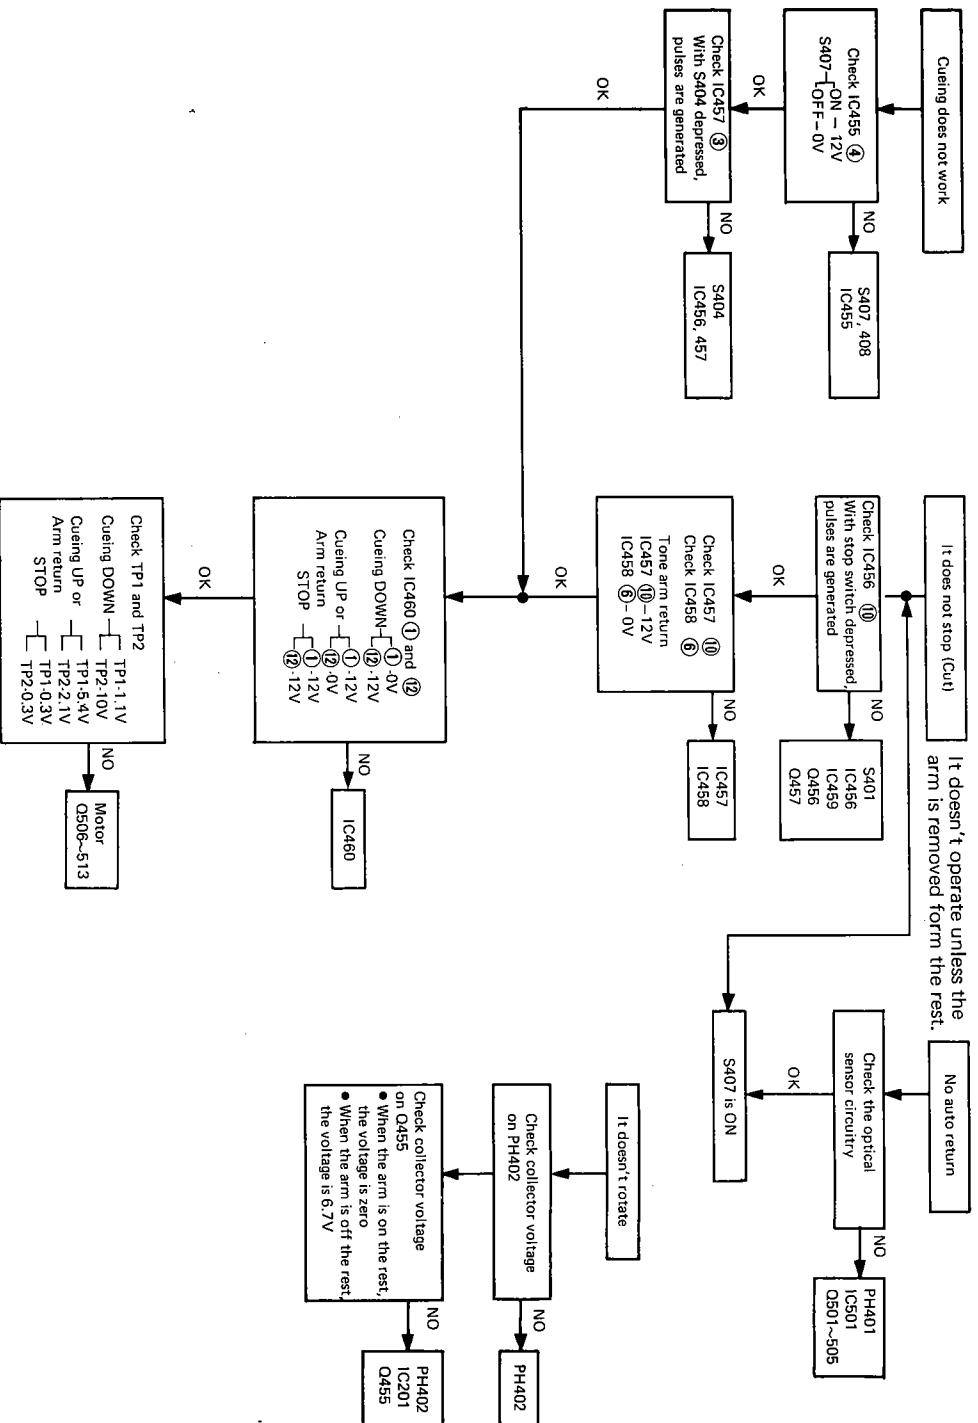 Cueing does not work
Check IC455 ④
S407 ON — 12V
OFF — 0V
NO
S407, 408
IC455
OK
Check IC457 ③
With S404 depressed,
pulses are generated
NO
S404
IC456, 457
OK
It does not stop (Cut)
It doesn't operate unless the
arm is removed form the rest.
Check IC456 ⑩
With stop switch depressed,
pulses are generated
NO
S401
IC456
IC459
Q456
Q457
OK
Check IC457 ⑩
Check IC458 ⑥
Tone arm return
IC457 ⑩ — 12V
IC458 ⑥ — 0V
NO
IC457
IC458
OK
Check IC460 ① and ⑫
Cueing DOWN ① -0V
⑫ -12V
Cueing UP or ① -12V
Arm return ⑫ -0V
STOP ① -12V
⑫ -12V
NO
IC460
OK
Check TP1 and TP2
Cueing DOWN TP1-1.1V
TP2-10V
Cueing UP or TP1-5.4V
Arm return TP2-2.1V
STOP TP1-0.3V
TP2-0.3V
NO
Motor
Q506~513
No auto return
Check the optical
sensor circuitry
NO
PH401
IC501
Q501~505
OK
S407 is ON
It doesn't rotate
Check collector voltage
on PH402
NO
PH402
Check collector voltage
on Q455
● When the arm is on the rest,
the voltage is zero
● When the arm is off the rest,
the voltage is 6.7V
NO
PH402
IC201
Q455